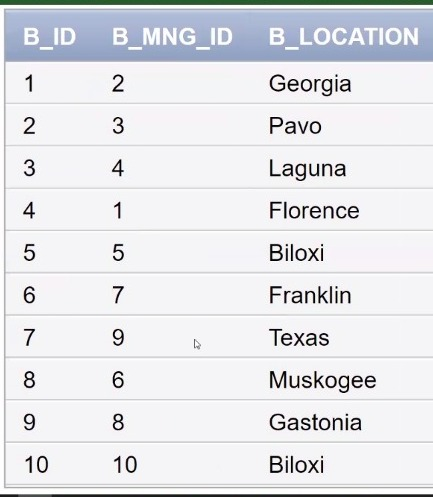 B_ID B_MNG_ID B_LOCATION
1 2 Georgia
2 3 Pavo
3 4 Laguna
4 1 Florence
5 5 Biloxi
6 7 Franklin
7 9 Texas
8 6 Muskogee
9 8 Gastonia
10 10 Biloxi